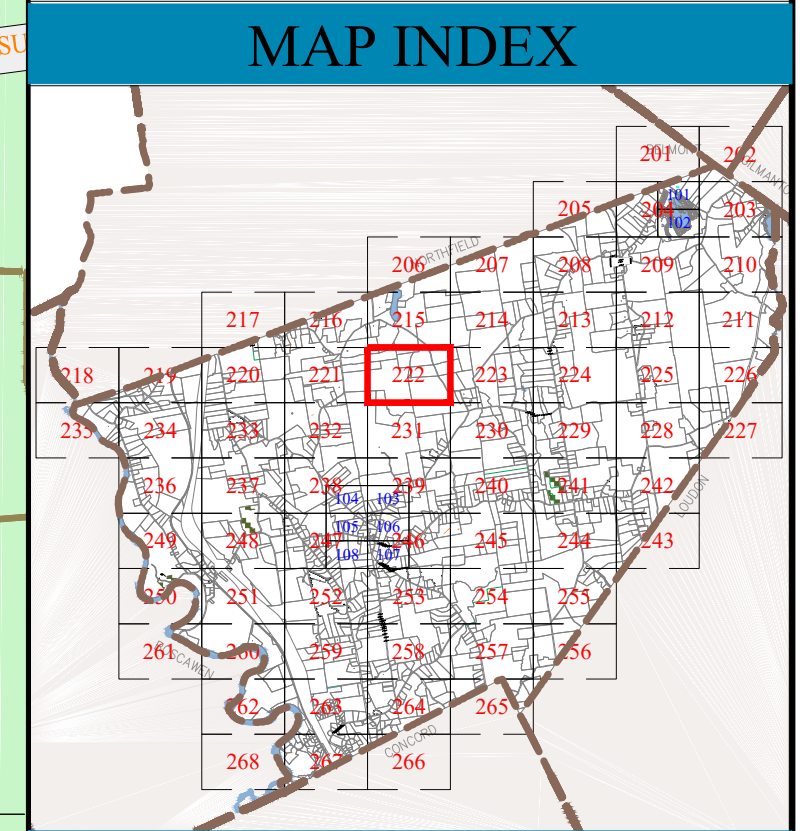 SU
MAP INDEX
201 202
BELMONT
GILMANTO
101
205 204 203
102
NORTHFIELD
206 207 208 209 210
217 216 215 214 213 212 211
218 219 220 221 222 223 224 225 226
235 234 233 232 231 230 229 228 227
236 237 238 239 240 241 242
104 103
LOUDON
105 106
249 248 247 246 245 244 243
108 107
250 251 252 253 254 255
BOSCAWEN
261 260 259 258 257 256
62 263 264 265
CONCORD
268 267 266